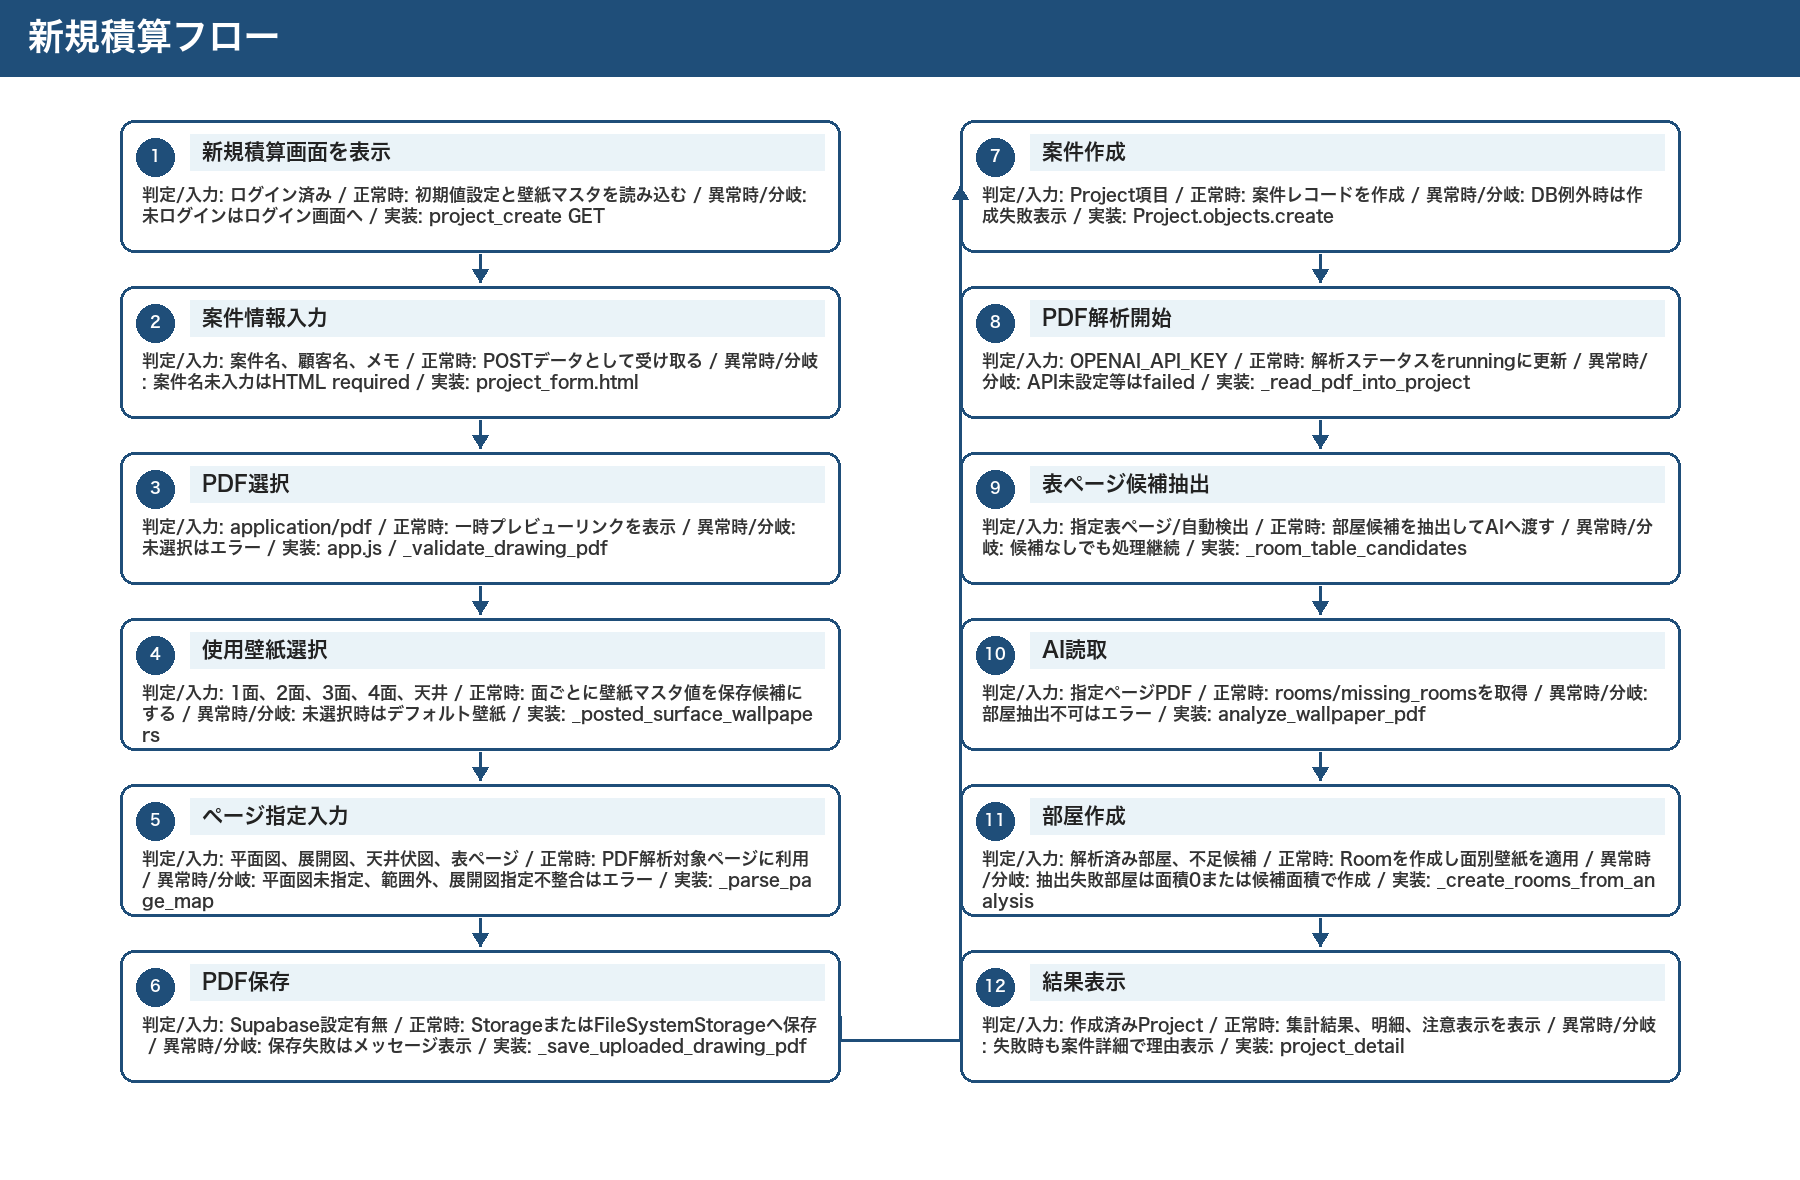 新規積算フロー
1
新規積算画面を表示
判定/入力: ログイン済み / 正常時: 初期値設定と壁紙マスタを読み込む / 異常時/分岐:
未ログインはログイン画面へ / 実装: project_create GET
2
案件情報入力
判定/入力: 案件名、顧客名、メモ / 正常時: POSTデータとして受け取る / 異常時/分岐
: 案件名未入力はHTML required / 実装: project_form.html
3
PDF選択
判定/入力: application/pdf / 正常時: 一時プレビューリンクを表示 / 異常時/分岐:
未選択はエラー / 実装: app.js / _validate_drawing_pdf
4
使用壁紙選択
判定/入力: 1面、2面、3面、4面、天井 / 正常時: 面ごとに壁紙マスタ値を保存候補に
する / 異常時/分岐: 未選択時はデフォルト壁紙 / 実装: _posted_surface_wallpape
rs
5
ページ指定入力
判定/入力: 平面図、展開図、天井伏図、表ページ / 正常時: PDF解析対象ページに利用
/ 異常時/分岐: 平面図未指定、範囲外、展開図指定不整合はエラー / 実装: _parse_pa
ge_map
6
PDF保存
判定/入力: Supabase設定有無 / 正常時: StorageまたはFileSystemStorageへ保存
/ 異常時/分岐: 保存失敗はメッセージ表示 / 実装: _save_uploaded_drawing_pdf
7
案件作成
判定/入力: Project項目 / 正常時: 案件レコードを作成 / 異常時/分岐: DB例外時は作
成失敗表示 / 実装: Project.objects.create
8
PDF解析開始
判定/入力: OPENAI_API_KEY / 正常時: 解析ステータスをrunningに更新 / 異常時/
分岐: API未設定等はfailed / 実装: _read_pdf_into_project
9
表ページ候補抽出
判定/入力: 指定表ページ/自動検出 / 正常時: 部屋候補を抽出してAIへ渡す / 異常時/分
岐: 候補なしでも処理継続 / 実装: _room_table_candidates
10
AI読取
判定/入力: 指定ページPDF / 正常時: rooms/missing_roomsを取得 / 異常時/分岐:
部屋抽出不可はエラー / 実装: analyze_wallpaper_pdf
11
部屋作成
判定/入力: 解析済み部屋、不足候補 / 正常時: Roomを作成し面別壁紙を適用 / 異常時
/分岐: 抽出失敗部屋は面積0または候補面積で作成 / 実装: _create_rooms_from_an
alysis
12
結果表示
判定/入力: 作成済みProject / 正常時: 集計結果、明細、注意表示を表示 / 異常時/分岐
: 失敗時も案件詳細で理由表示 / 実装: project_detail